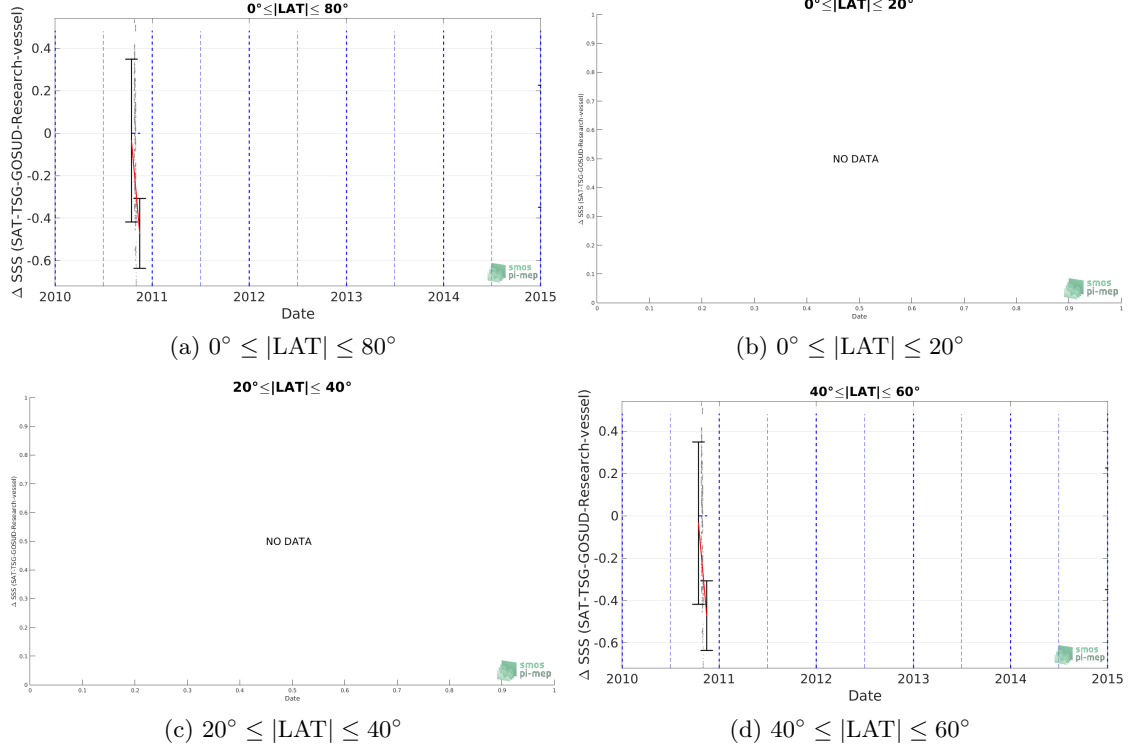 0°≤|LAT|≤ 80°
Δ SSS (SAT-TSG-GOSUD-Research-vessel)
0.4
0.2
0
-0.2
-0.4
-0.6
2010 2011 2012 2013 2014 2015
Date
smos
pi-mep
(a) 0° ≤ |LAT| ≤ 80°
0°≤|LAT|≤ 20°
Δ SSS (SAT-TSG-GOSUD-Research-vessel)
1
0.9
0.8
0.7
0.6
0.5
0.4
0.3
0.2
0.1
0
NO DATA
0 0.1 0.2 0.3 0.4 0.5 0.6 0.7 0.8 0.9 1
Date
smos
pi-mep
(b) 0° ≤ |LAT| ≤ 20°
20°≤|LAT|≤ 40°
Δ SSS (SAT-TSG-GOSUD-Research-vessel)
1
0.9
0.8
0.7
0.6
0.5
0.4
0.3
0.2
0.1
0
NO DATA
0 0.1 0.2 0.3 0.4 0.5 0.6 0.7 0.8 0.9 1
Date
smos
pi-mep
(c) 20° ≤ |LAT| ≤ 40°
40°≤|LAT|≤ 60°
Δ SSS (SAT-TSG-GOSUD-Research-vessel)
0.4
0.2
0
-0.2
-0.4
-0.6
2010 2011 2012 2013 2014 2015
Date
smos
pi-mep
(d) 40° ≤ |LAT| ≤ 60°